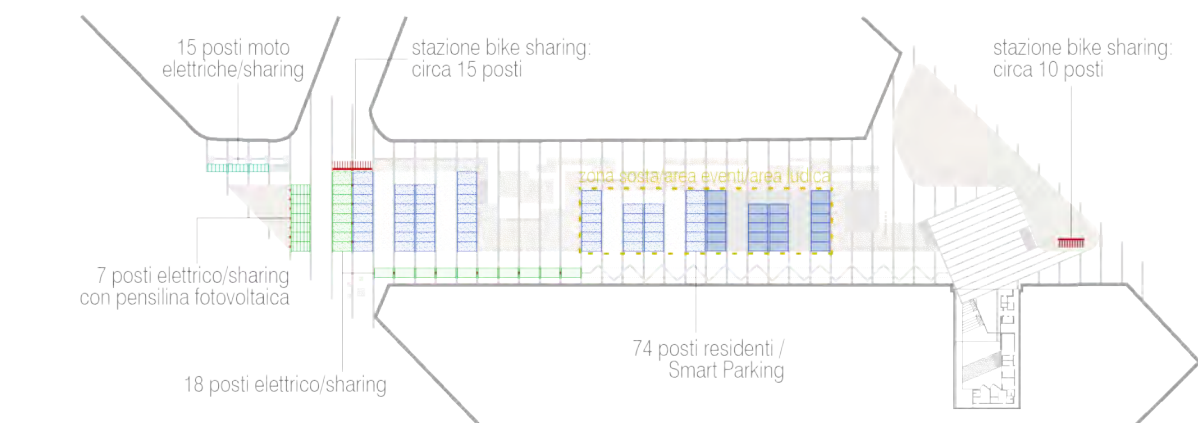 15 posti moto
elettriche/sharing
stazione bike sharing:
circa 15 posti
stazione bike sharing:
circa 10 posti
zona sosta/area eventi/area ludica
7 posti elettrico/sharing
con pensilina fotovoltaica
18 posti elettrico/sharing
74 posti residenti /
Smart Parking